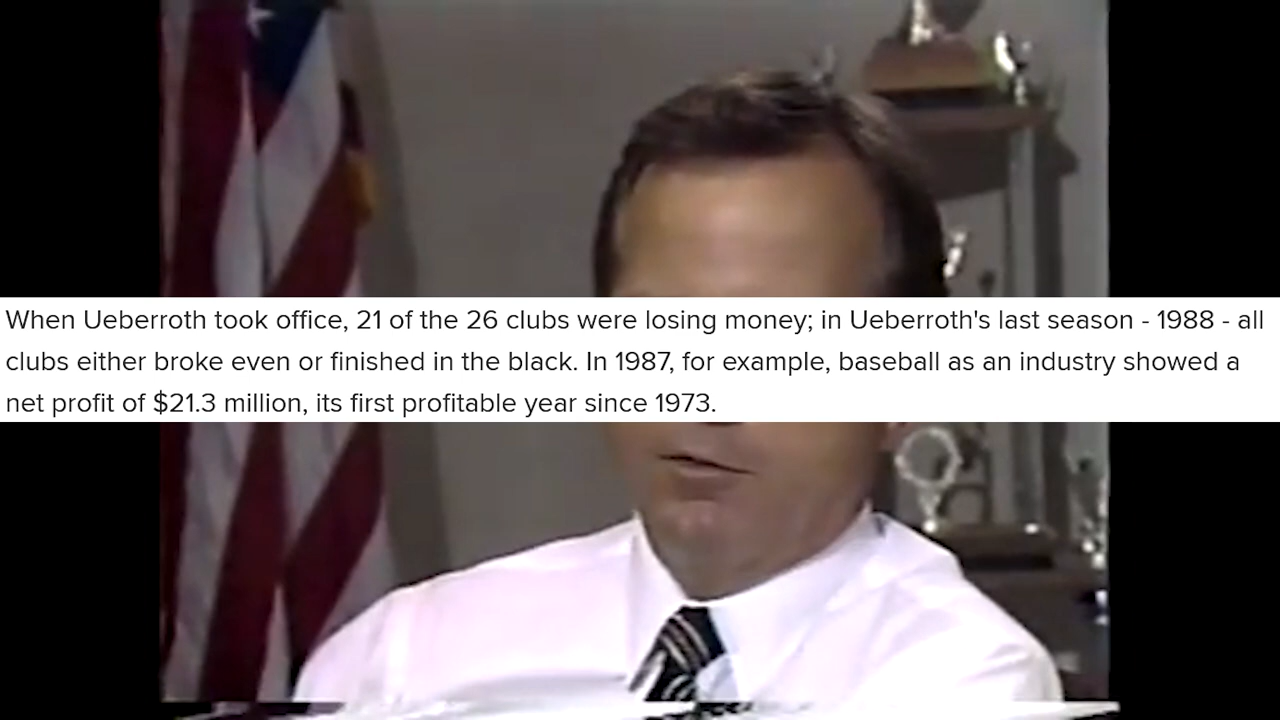 When Ueberroth took office, 21 of the 26 clubs were losing money; in Ueberroth's last season - 1988 - all
clubs either broke even or finished in the black. In 1987, for example, baseball as an industry showed a
net profit of $21.3 million, its first profitable year since 1973.